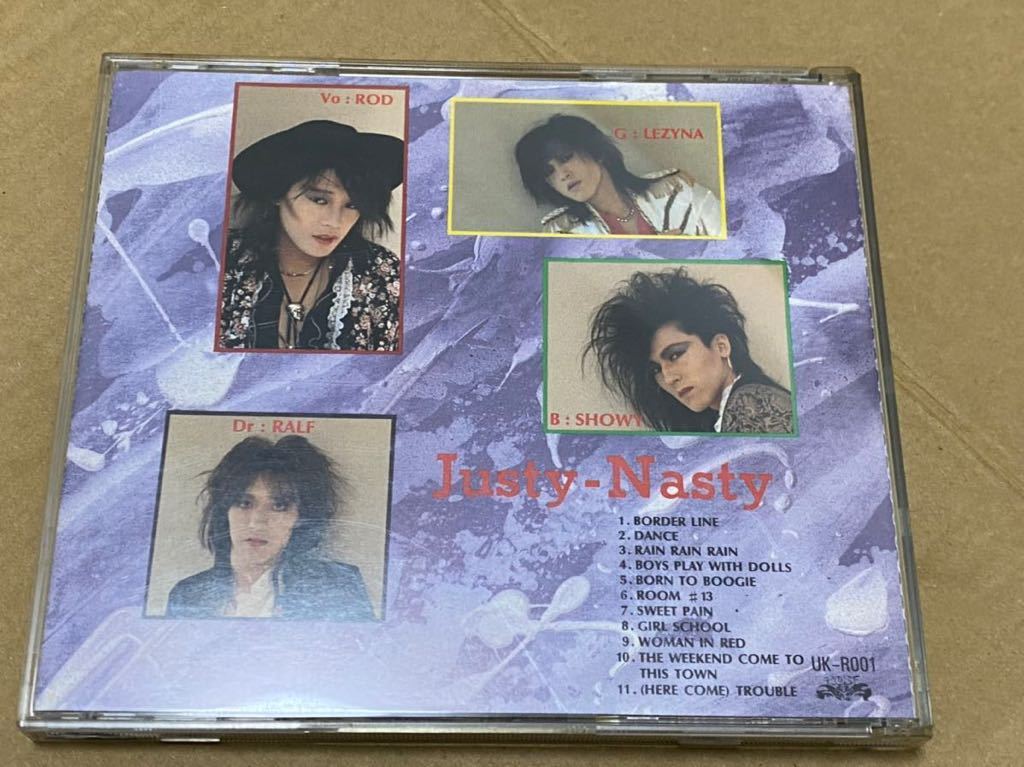 Vo : ROD
G : LEZYNA
B : SHOWY
Dr : RALF
Justy-Nasty
1. BORDER LINE
2. DANCE
3. RAIN RAIN RAIN
4. BOYS PLAY WITH DOLLS
5. BORN TO BOOGIE
6. ROOM #13
7. SWEET PAIN
8. GIRL SCHOOL
9. WOMAN IN RED
10. THE WEEKEND COME TO
THIS TOWN
11. (HERE COME) TROUBLE
UK-R001